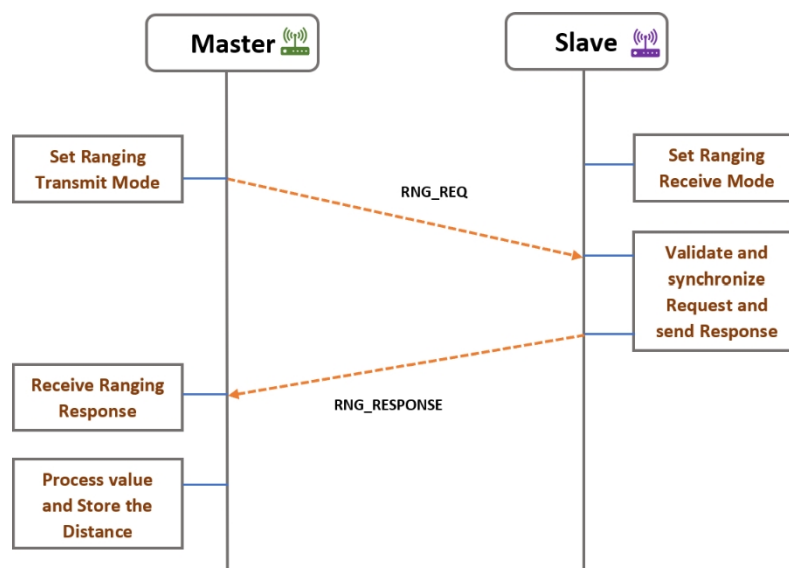 Master
Slave
Set Ranging
Transmit Mode
Set Ranging
Receive Mode
RNG_REQ
Validate and
synchronize
Request and
send Response
Receive Ranging
Response
RNG_RESPONSE
Process value
and Store the
Distance